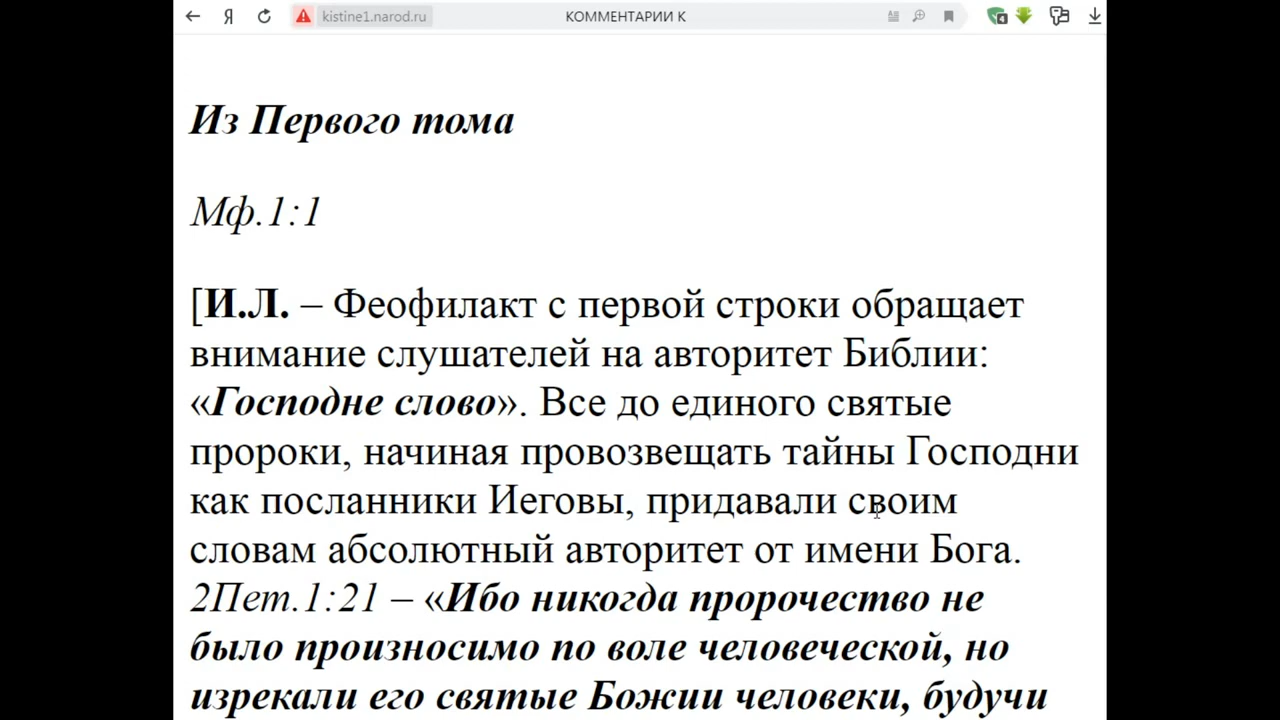 Я kistine1.narod.ru КОММЕНТАРИИ К 4
Из Первого тома
Мф.1:1
[И.Л. – Феофилакт с первой строки обращает
внимание слушателей на авторитет Библии:
«Господне слово». Все до единого святые
пророки, начиная провозвещать тайны Господни
как посланники Иеговы, придавали своим
словам абсолютный авторитет от имени Бога.
2Пет.1:21 – «Ибо никогда пророчество не
было произносимо по воле человеческой, но
изрекали его святые Божии человеки, будучи